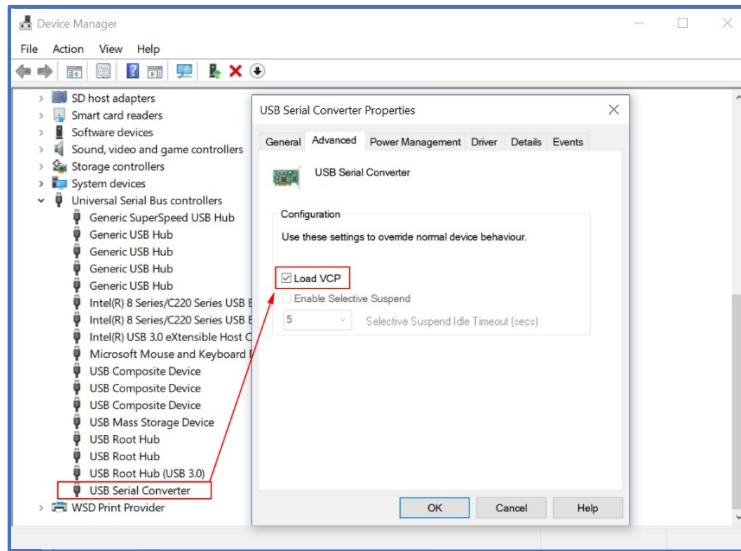 Device Manager
File Action View Help
SD host adapters
Smart card readers
Software devices
Sound, video and game controllers
Storage controllers
System devices
Universal Serial Bus controllers
Generic SuperSpeed USB Hub
Generic USB Hub
Generic USB Hub
Generic USB Hub
Generic USB Hub
Intel(R) 8 Series/C220 Series USB
Intel(R) 8 Series/C220 Series USB
Intel(R) USB 3.0 eXtensible Host
Microsoft Mouse and Keyboard
USB Composite Device
USB Composite Device
USB Composite Device
USB Mass Storage Device
USB Root Hub
USB Root Hub
USB Root Hub (USB 3.0)
USB Serial Converter
WSD Print Provider
USB Serial Converter Properties
General Advanced Power Management Driver Details Events
USB Serial Converter
Configuration
Use these settings to override normal device behaviour.
Load VCP
Enable Selective Suspend
5 Selective Suspend Idle Timeout (secs)
OK Cancel Help